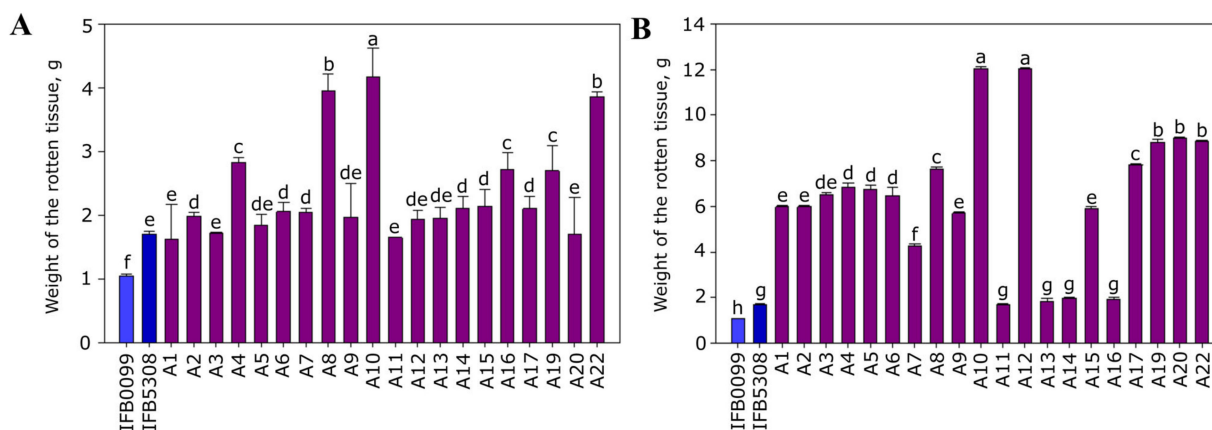 A
Weight of the rotten tissue, g
5
4
3
2
1
0
f
e
e
d
e
c
de
d
d
b
de
a
e
de
de
d
d
c
d
c
e
b
IFB0099
IFB5308
A1
A2
A3
A4
A5
A6
A7
A8
A9
A10
A11
A12
A13
A14
A15
A16
A17
A19
A20
A22
B
Weight of the rotten tissue, g
14
12
10
8
6
4
2
0
h
g
e
e
de
d
d
d
f
c
e
a
g
a
g
g
e
g
c
b
b
b
IFB0099
IFB5308
A1
A2
A3
A4
A5
A6
A7
A8
A9
A10
A11
A12
A13
A14
A15
A16
A17
A19
A20
A22